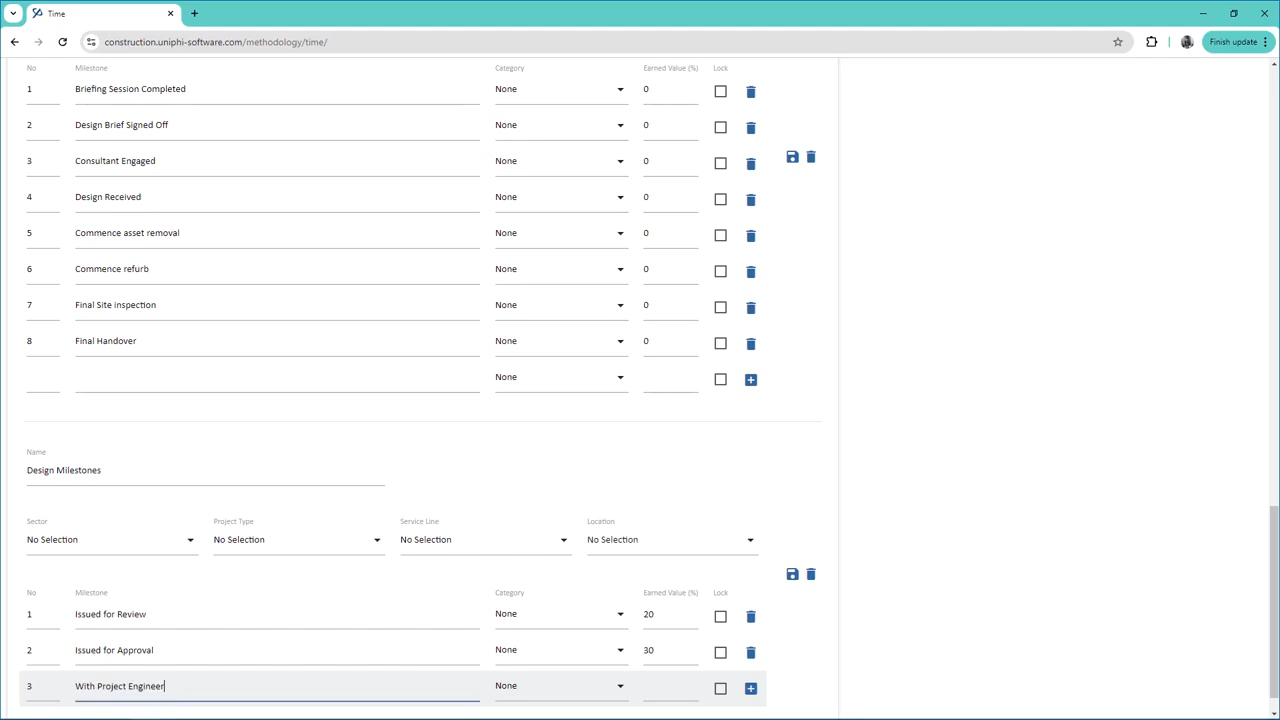 Time
construction.uniphi-software.com/methodology/time/
Finish update
No Milestone Category Earned Value (%) Lock
1 Briefing Session Completed None 0
2 Design Brief Signed Off None 0
3 Consultant Engaged None 0
4 Design Received None 0
5 Commence asset removal None 0
6 Commence refurb None 0
7 Final Site inspection None 0
8 Final Handover None 0
None
Name
Design Milestones
Sector Project Type Service Line Location
No Selection No Selection No Selection No Selection
No Milestone Category Earned Value (%) Lock
1 Issued for Review None 20
2 Issued for Approval None 30
3 With Project Engineer None